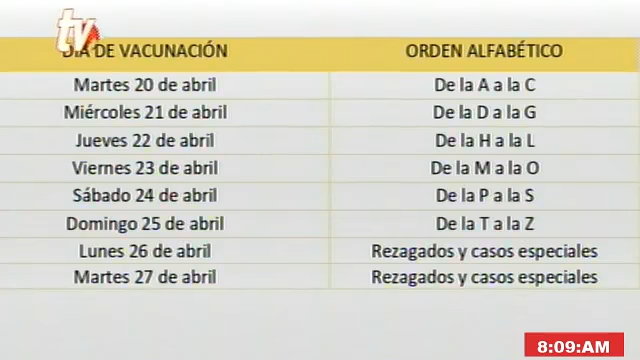 tv
DÍA DE VACUNACIÓN ORDEN ALFABÉTICO
Martes 20 de abril De la A a la C
Miércoles 21 de abril De la D a la G
Jueves 22 de abril De la H a la L
Viernes 23 de abril De la M a la O
Sábado 24 de abril De la P a la S
Domingo 25 de abril De la T a la Z
Lunes 26 de abril Rezagados y casos especiales
Martes 27 de abril Rezagados y casos especiales
8:09:AM